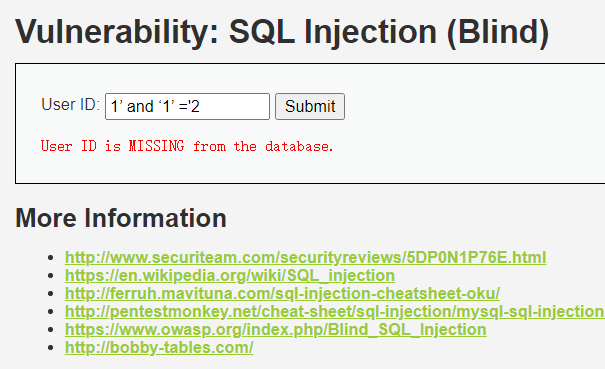 Vulnerability: SQL Injection (Blind)
User ID: 1’ and ‘1’ ='2 Submit
User ID is MISSING from the database.
More Information
http://www.securiteam.com/securityreviews/5DP0N1P76E.html
https://en.wikipedia.org/wiki/SQL_injection
http://ferruh.mavituna.com/sql-injection-cheatsheet-oku/
http://pentestmonkey.net/cheat-sheet/sql-injection/mysql-sql-injection
https://www.owasp.org/index.php/Blind_SQL_Injection
http://bobby-tables.com/